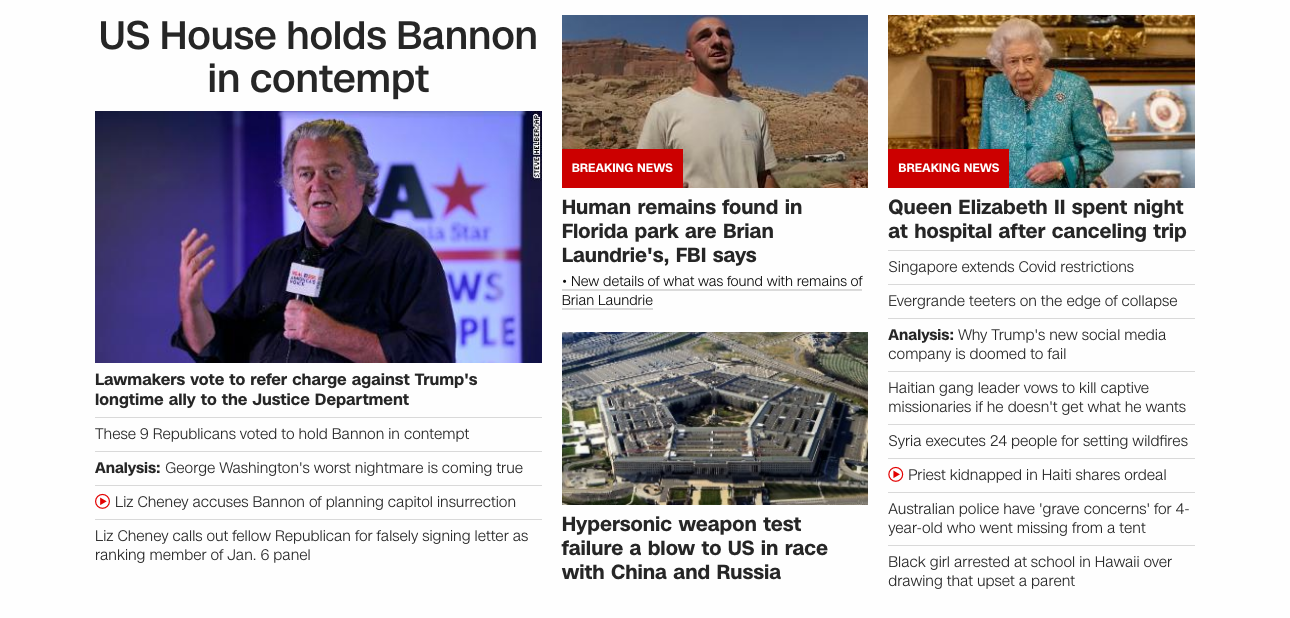 US House holds Bannon
in contempt
STEVE HELBER/AP
A
nia Star
WS
PLE
REAL
AMERICA'S
VOICE
Lawmakers vote to refer charge against Trump's
longtime ally to the Justice Department
These 9 Republicans voted to hold Bannon in contempt
Analysis: George Washington's worst nightmare is coming true
Liz Cheney accuses Bannon of planning capitol insurrection
Liz Cheney calls out fellow Republican for falsely signing letter as
ranking member of Jan. 6 panel
BREAKING NEWS
Human remains found in
Florida park are Brian
Laundrie's, FBI says
• New details of what was found with remains of
Brian Laundrie
Hypersonic weapon test
failure a blow to US in race
with China and Russia
BREAKING NEWS
Queen Elizabeth II spent night
at hospital after canceling trip
Singapore extends Covid restrictions
Evergrande teeters on the edge of collapse
Analysis: Why Trump's new social media
company is doomed to fail
Haitian gang leader vows to kill captive
missionaries if he doesn't get what he wants
Syria executes 24 people for setting wildfires
Priest kidnapped in Haiti shares ordeal
Australian police have 'grave concerns' for 4-
year-old who went missing from a tent
Black girl arrested at school in Hawaii over
drawing that upset a parent